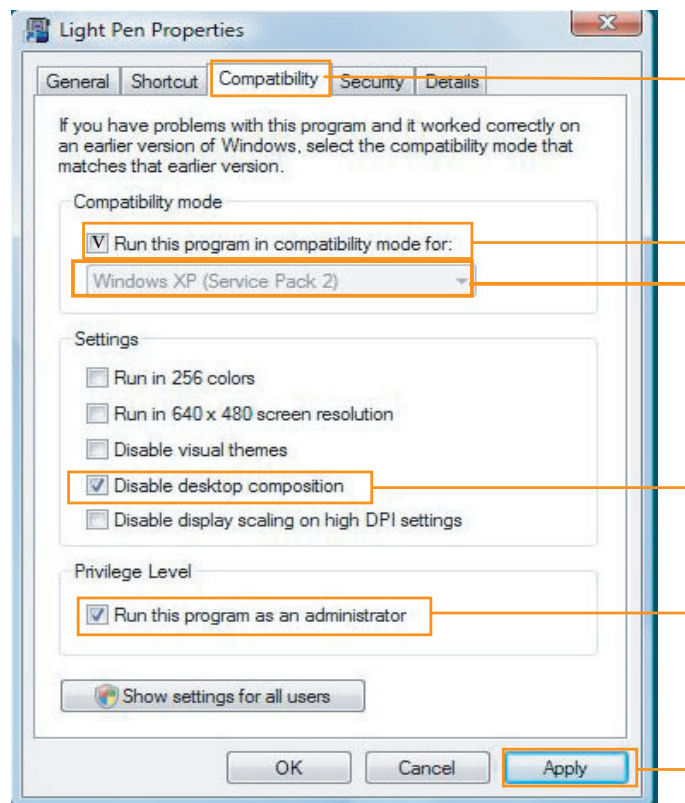 Light Pen Properties
General Shortcut Compatibility Security Details
If you have problems with this program and it worked correctly on
an earlier version of Windows, select the compatibility mode that
matches that earlier version.
Compatibility mode
V Run this program in compatibility mode for:
Windows XP (Service Pack 2)
Settings
Run in 256 colors
Run in 640 x 480 screen resolution
Disable visual themes
Disable desktop composition
Disable display scaling on high DPI settings
Privilege Level
Run this program as an administrator
Show settings for all users
OK Cancel Apply